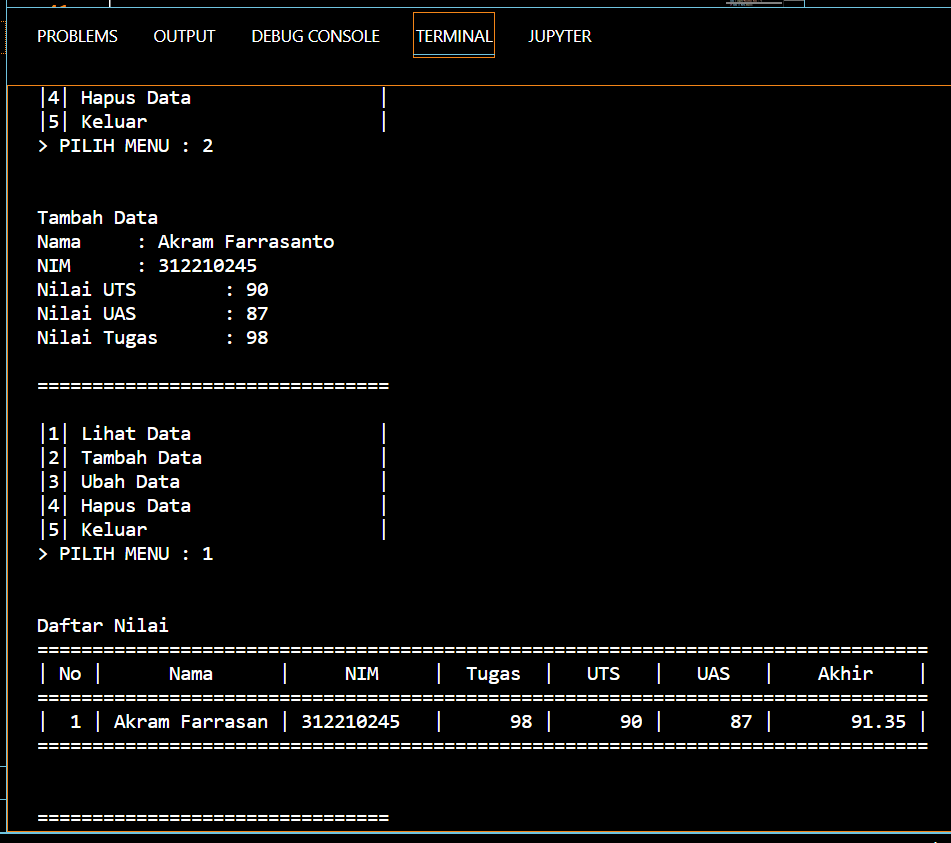 PROBLEMS OUTPUT DEBUG CONSOLE TERMINAL JUPYTER
|4| Hapus Data                 |
|5| Keluar                     |
> PILIH MENU : 2
Tambah Data
Nama     : Akram Farrasanto
NIM      : 312210245
Nilai UTS        : 90
Nilai UAS        : 87
Nilai Tugas      : 98
================================
|1| Lihat Data                 |
|2| Tambah Data                |
|3| Ubah Data                  |
|4| Hapus Data                 |
|5| Keluar                     |
> PILIH MENU : 1
Daftar Nilai
=================================================================================
| No |      Nama      |     NIM     |  Tugas  |   UTS   |   UAS   |    Akhir    |
=================================================================================
|  1 | Akram Farrasan | 312210245   |      98 |      90 |      87 |       91.35 |
=================================================================================
================================